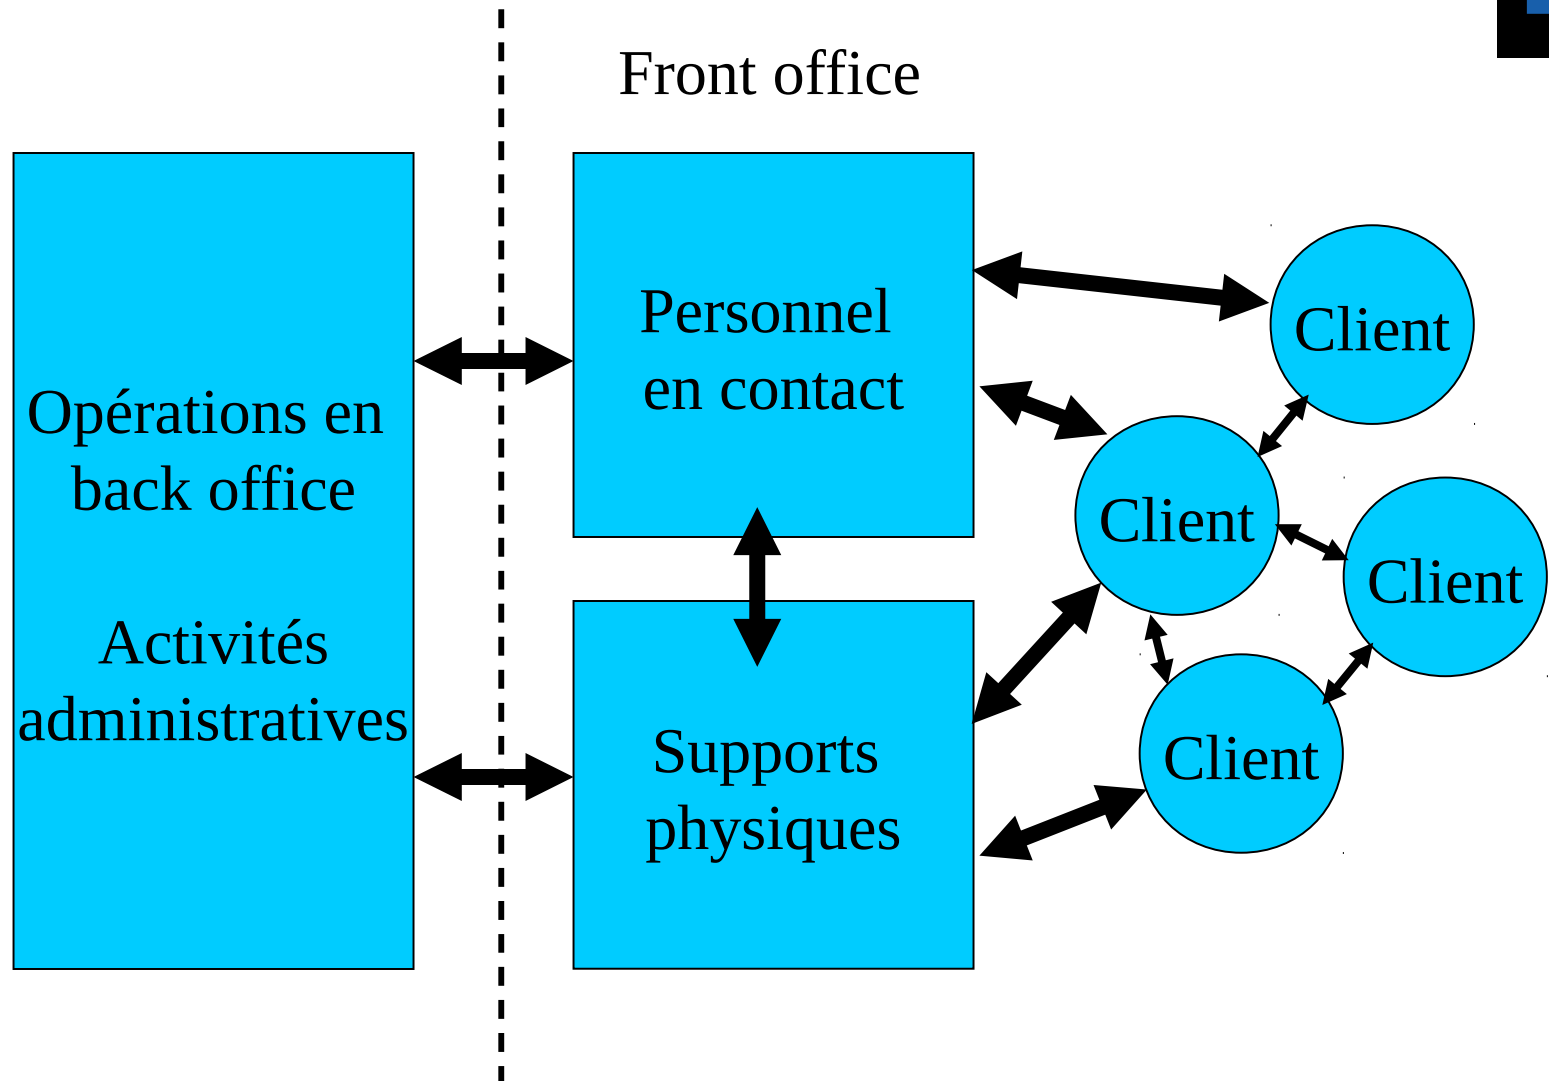 Front office
Opérations en
back office
Activités
administratives
Personnel
en contact
Supports
physiques
Client
Client
Client
Client